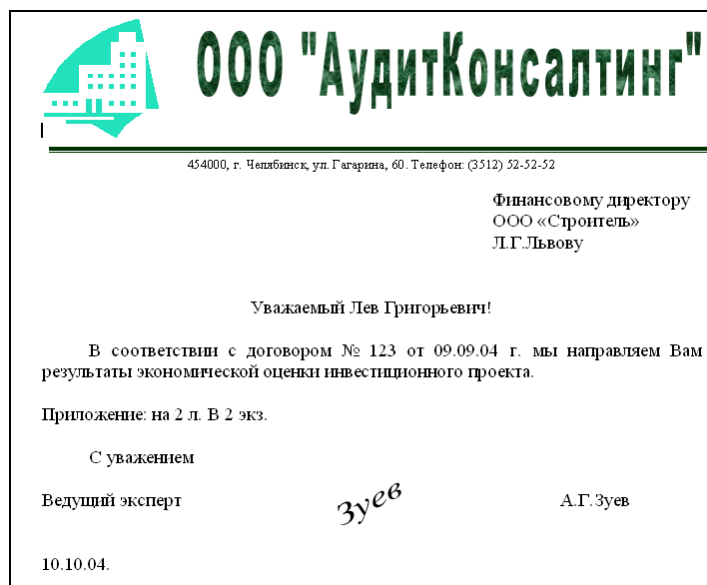 ООО "АудитКонсалтинг"
454000, г. Челябинск, ул. Гагарина, 60. Телефон: (3512) 52-52-52
Финансовому директору
ООО «Строитель»
Л.Г.Львову
Уважаемый Лев Григорьевич!
В соответствии с договором № 123 от 09.09.04 г. мы направляем Вам
результаты экономической оценки инвестиционного проекта.
Приложение: на 2 л. В 2 экз.
С уважением
Ведущий эксперт Зуев А.Г.Зуев
10.10.04.